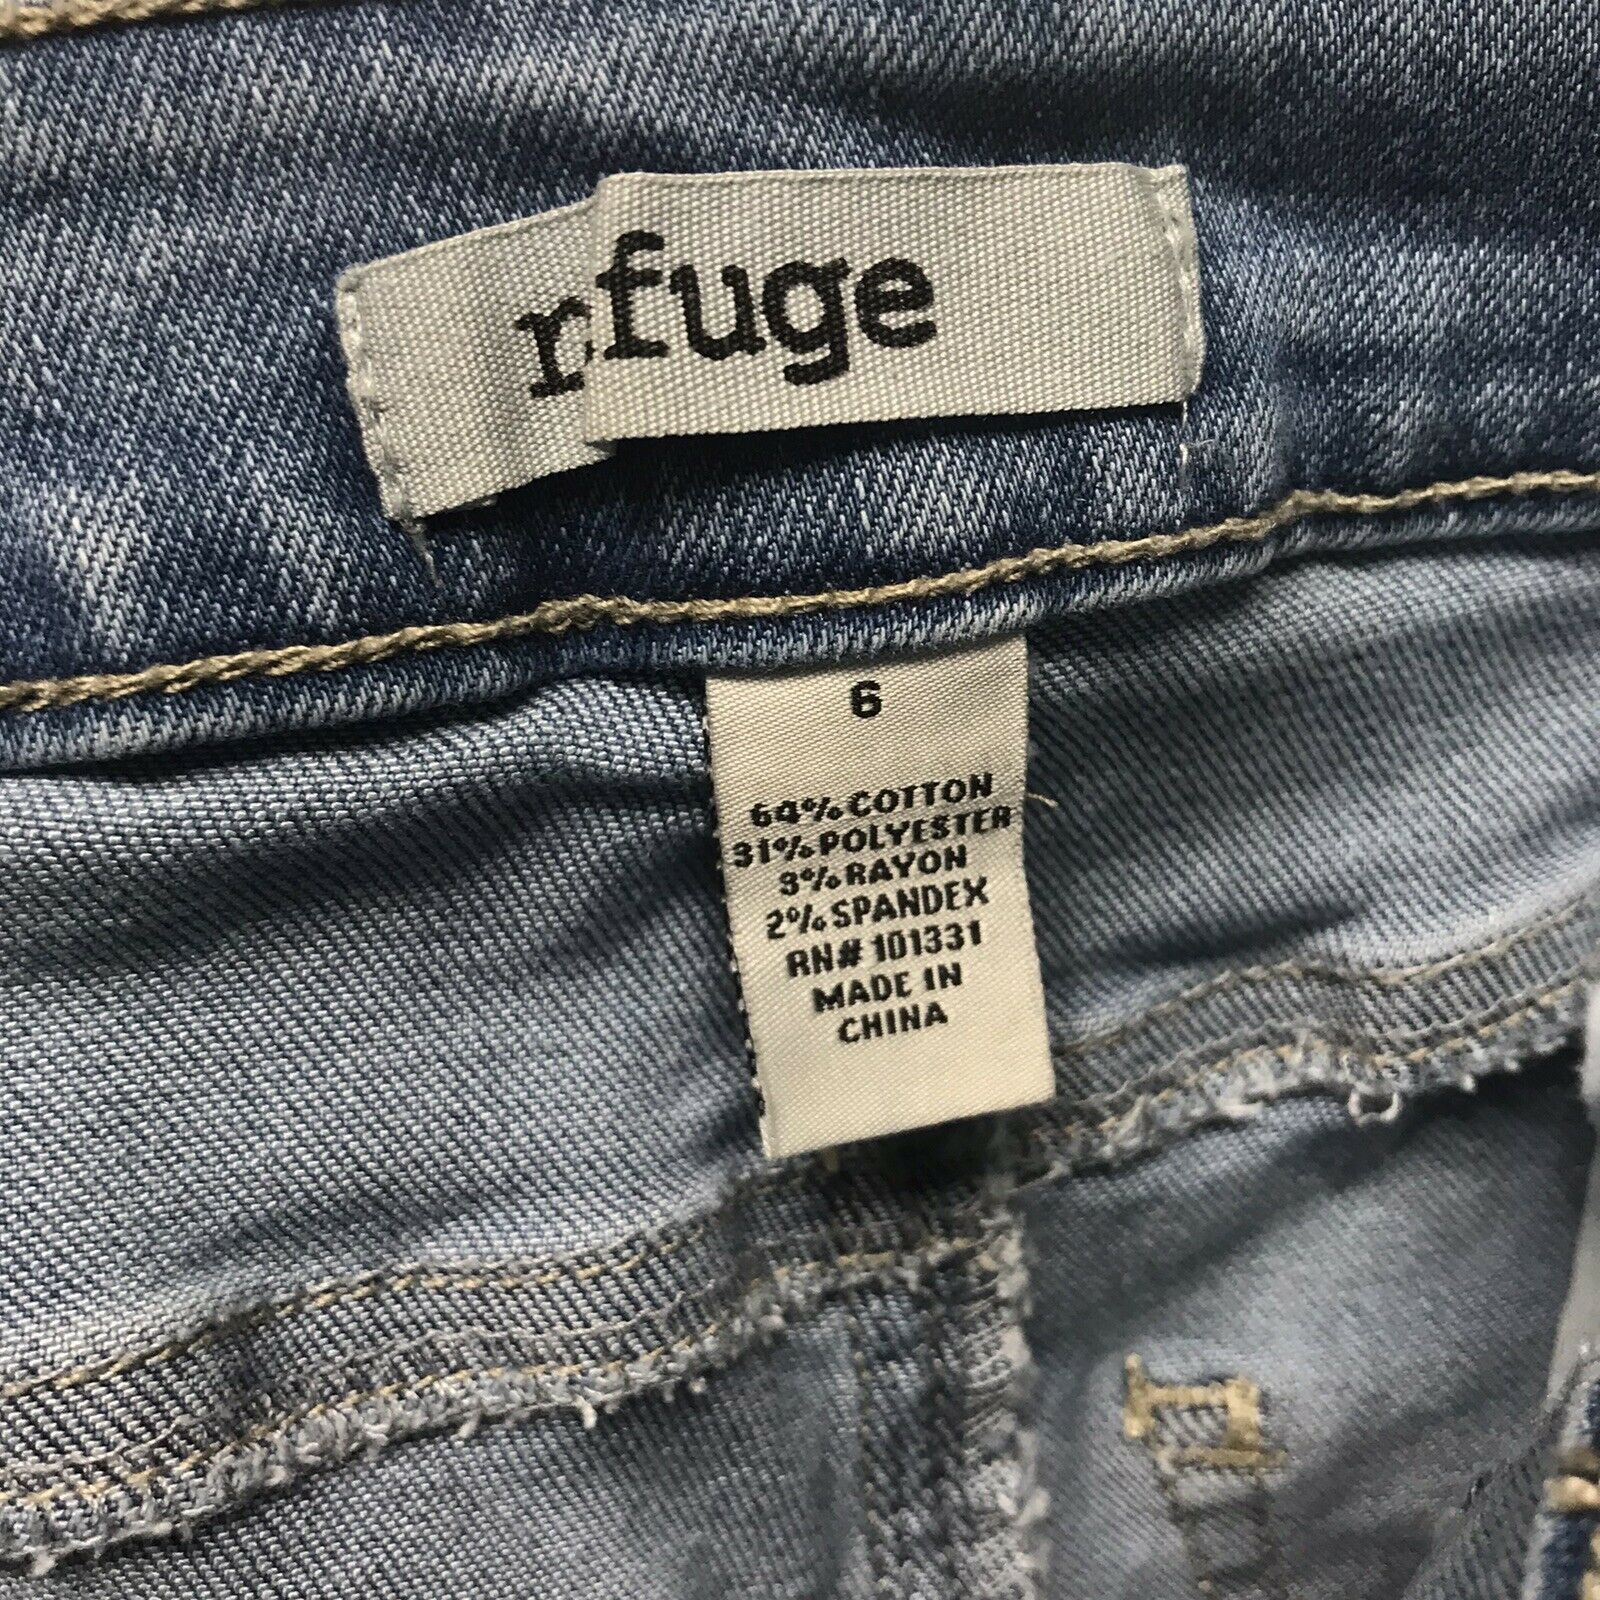 rfuge
6
64% COTTON
31% POLYESTER
3% RAYON
2% SPANDEX
RN# 101331
MADE IN
CHINA